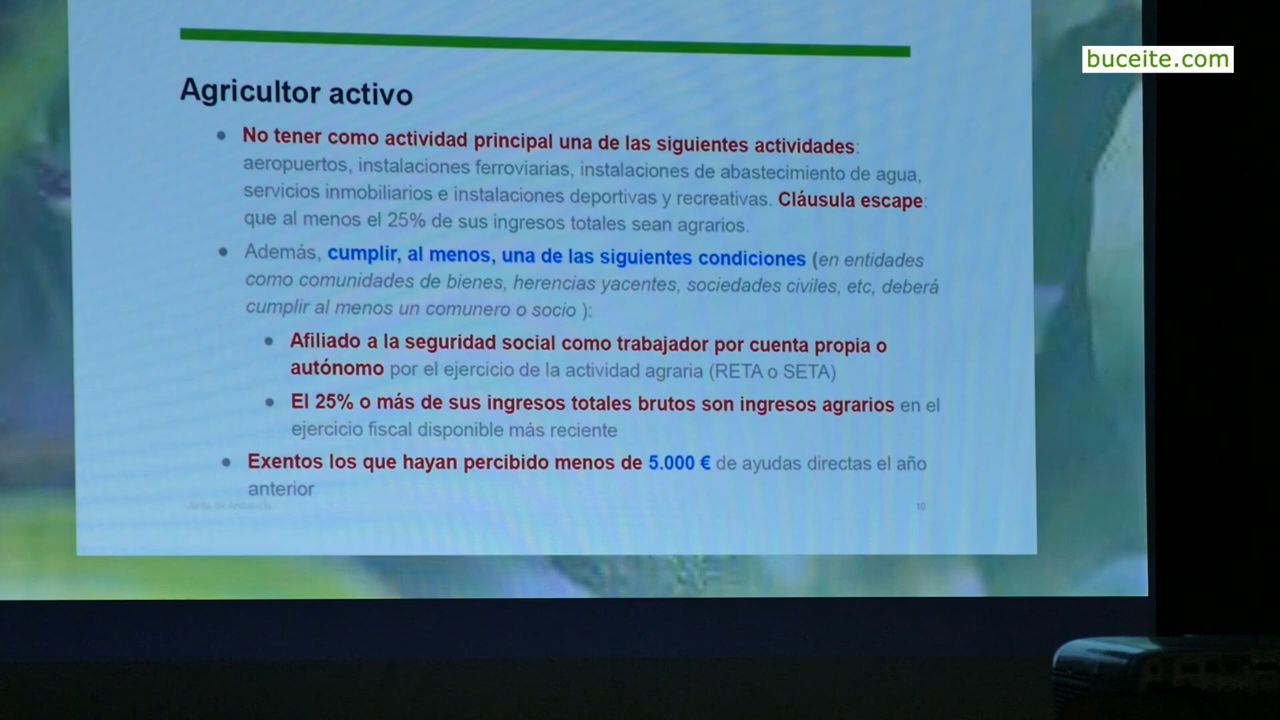 buceite.com
Agricultor activo
• No tener como actividad principal una de las siguientes actividades:
aeropuertos, instalaciones ferroviarias, instalaciones de abastecimiento de agua,
servicios inmobiliarios e instalaciones deportivas y recreativas. Cláusula escape:
que al menos el 25% de sus ingresos totales sean agrarios.
• Además, cumplir, al menos, una de las siguientes condiciones (en entidades
como comunidades de bienes, herencias yacentes, sociedades civiles, etc, deberá
cumplir al menos un comunero o socio ):
• Afiliado a la seguridad social como trabajador por cuenta propia o
autónomo por el ejercicio de la actividad agraria (RETA o SETA)
• El 25% o más de sus ingresos totales brutos son ingresos agrarios en el
ejercicio fiscal disponible más reciente
• Exentos los que hayan percibido menos de 5.000 € de ayudas directas el año
anterior
Junta de Andalucía
10